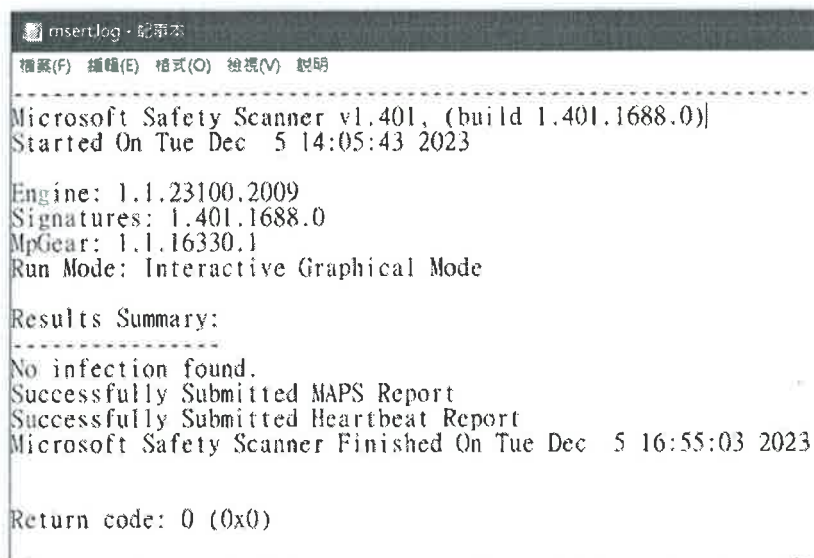 msert.log - 記事本
檔案(F) 編輯(E) 格式(O) 檢視(V) 說明
Microsoft Safety Scanner v1.401, (build 1.401.1688.0)
Started On Tue Dec  5 14:05:43 2023
Engine: 1.1.23100.2009
Signatures: 1.401.1688.0
MpGear: 1.1.16330.1
Run Mode: Interactive Graphical Mode
Results Summary:
----------------
No infection found.
Successfully Submitted MAPS Report
Successfully Submitted Heartbeat Report
Microsoft Safety Scanner Finished On Tue Dec  5 16:55:03 2023
Return code: 0 (0x0)